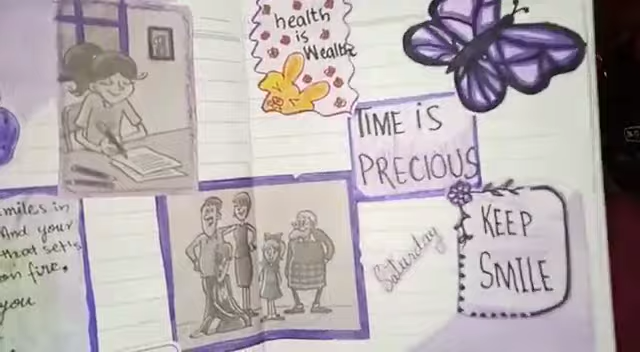 health
is
Wealth
TIME is
PRECIOUS
KEEP
SMILE
Saturday
miles in
And your
that sets
on fire.
you